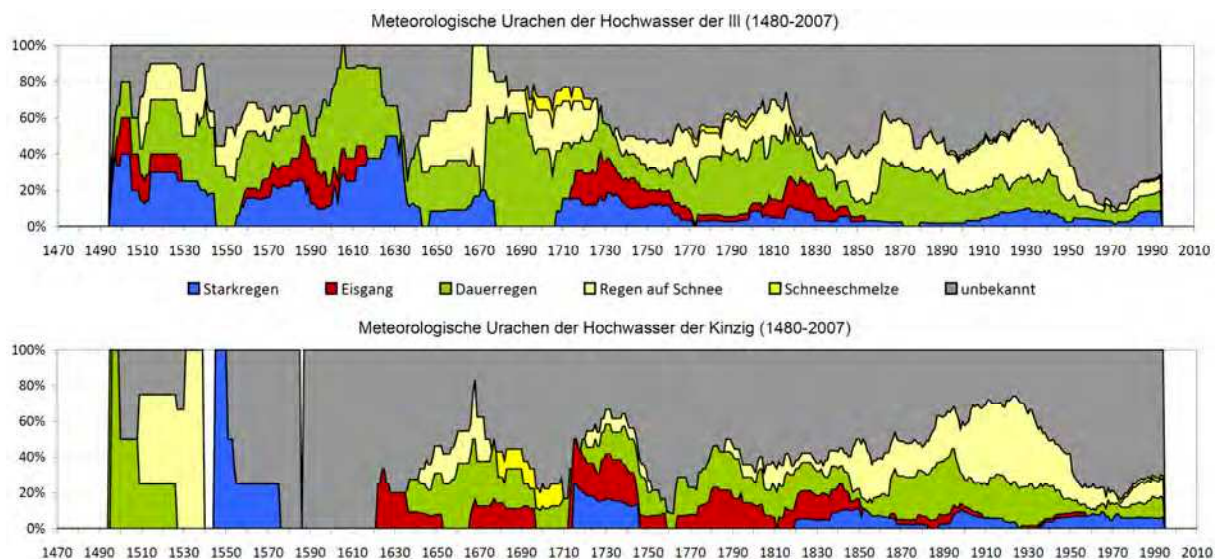 Meteorologische Urachen der Hochwasser der Ill (1480-2007)
100%
80%
60%
40%
20%
0%
1470 1490 1510 1530 1550 1570 1590 1610 1630 1650 1670 1690 1710 1730 1750 1770 1790 1810 1830 1850 1870 1890 1910 1930 1950 1970 1990 2010
Starkregen Eisgang Dauerregen Regen auf Schnee Schneeschmelze unbekannt
Meteorologische Urachen der Hochwasser der Kinzig (1480-2007)
100%
80%
60%
40%
20%
0%
1470 1490 1510 1530 1550 1570 1590 1610 1630 1650 1670 1690 1710 1730 1750 1770 1790 1810 1830 1850 1870 1890 1910 1930 1950 1970 1990 2010